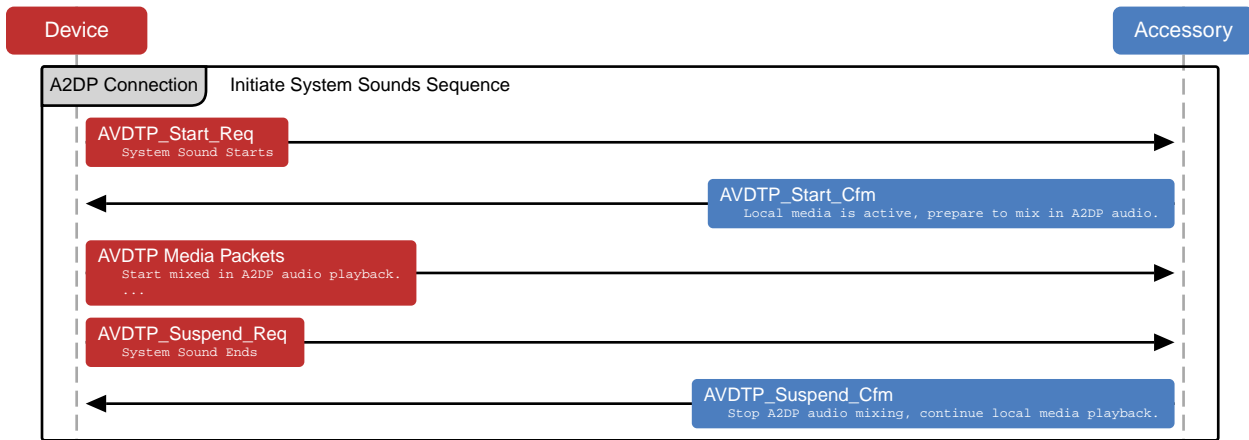 Device
Accessory
A2DP Connection
Initiate System Sounds Sequence
AVDTP_Start_Req
System Sound Starts
AVDTP_Start_Cfm
Local media is active, prepare to mix in A2DP audio.
AVDTP Media Packets
Start mixed in A2DP audio playback.
...
AVDTP_Suspend_Req
System Sound Ends
AVDTP_Suspend_Cfm
Stop A2DP audio mixing, continue local media playback.